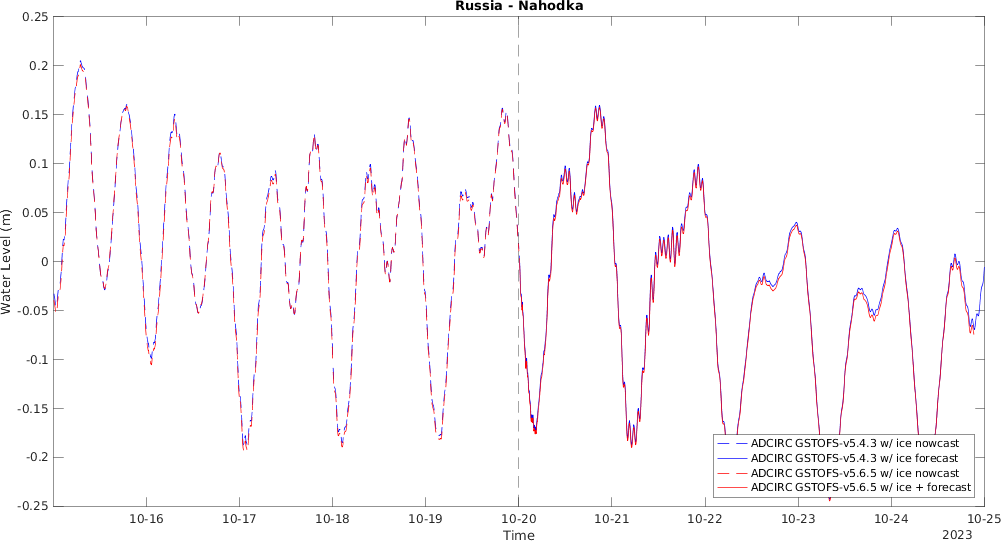 Russia - Nahodka
0.25
0.2
0.15
0.1
0.05
0
-0.05
-0.1
-0.15
-0.2
-0.25
Water Level (m)
ADCIRC GSTOFS-v5.4.3 w/ ice nowcast
ADCIRC GSTOFS-v5.4.3 w/ ice forecast
ADCIRC GSTOFS-v5.6.5 w/ ice nowcast
ADCIRC GSTOFS-v5.6.5 w/ ice + forecast
10-16 10-17 10-18 10-19 10-20 10-21 10-22 10-23 10-24 10-25
Time
2023